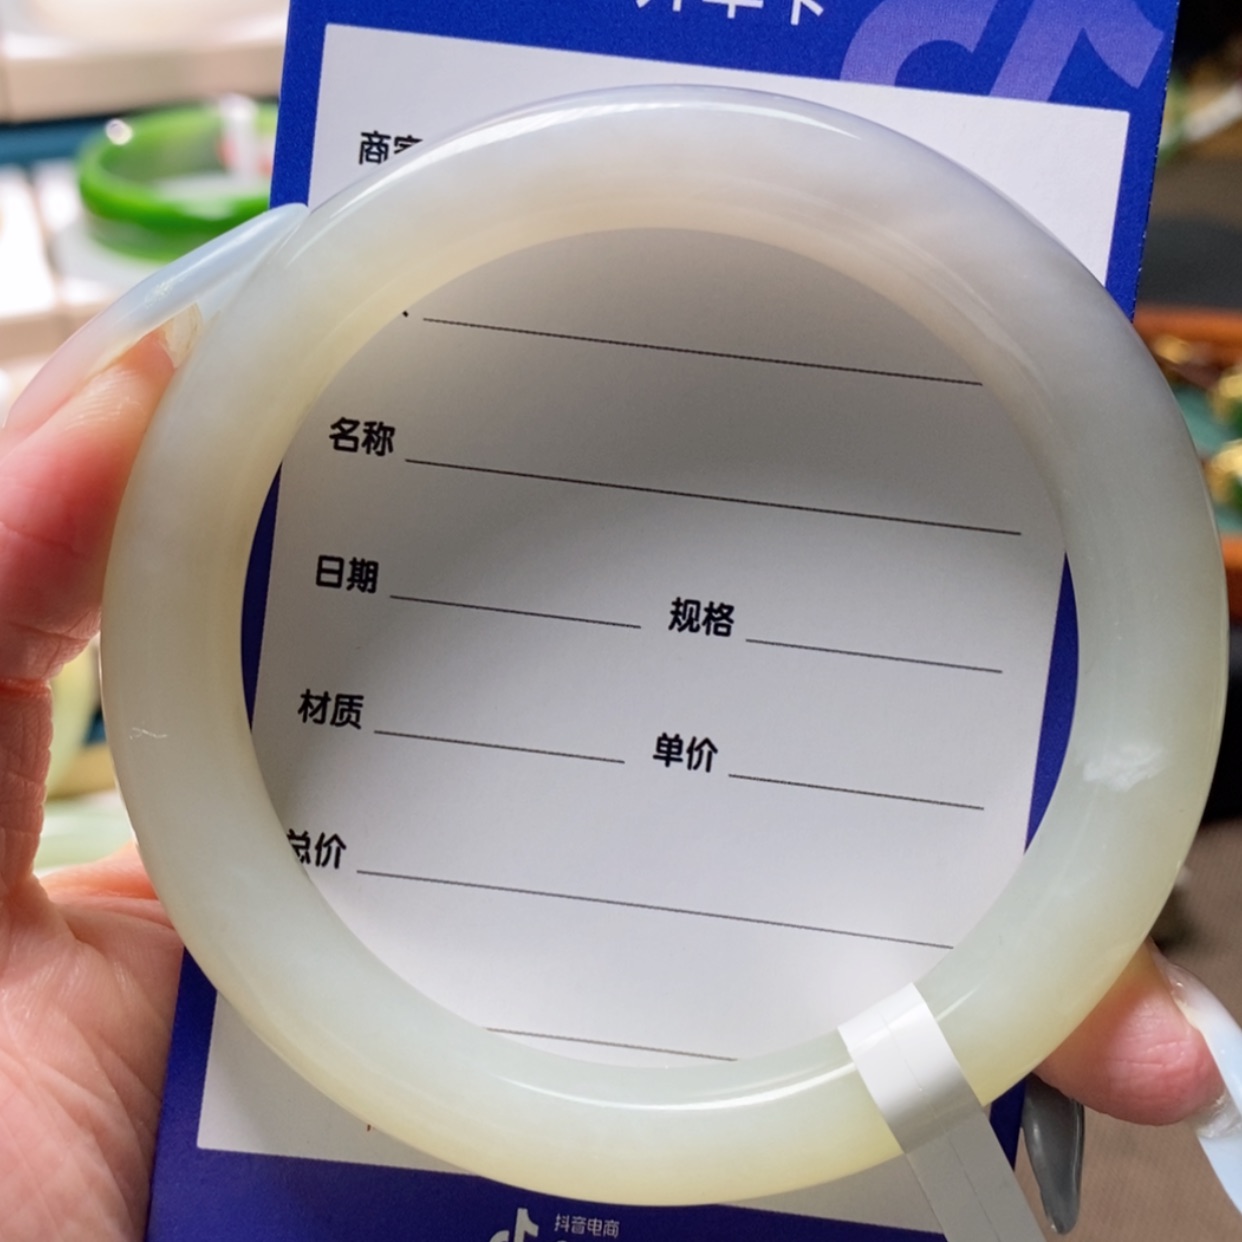 商家
名称
日期 规格
材质 单价
总价
抖音电商